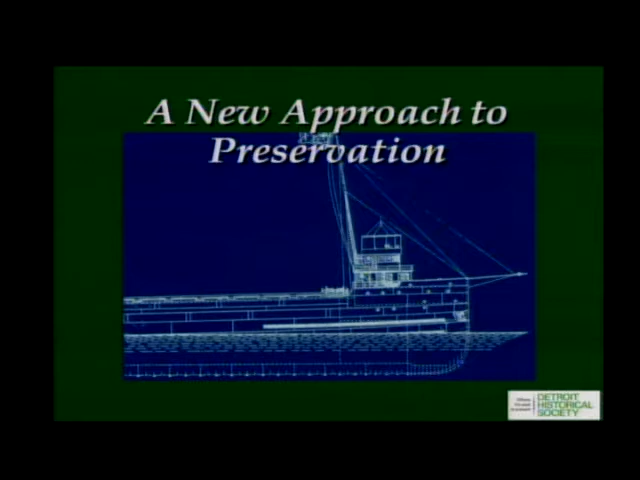 A New Approach to
Preservation
DETROIT
HISTORICAL
SOCIETY